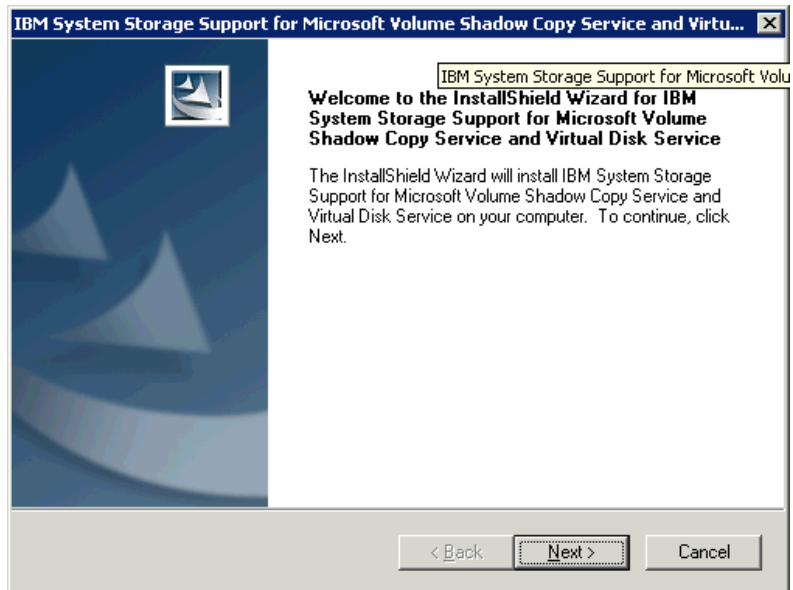 IBM System Storage Support for Microsoft Volume Shadow Copy Service and Virtu...
IBM System Storage Support for Microsoft Volu
Welcome to the InstallShield Wizard for IBM
System Storage Support for Microsoft Volume
Shadow Copy Service and Virtual Disk Service
The InstallShield Wizard will install IBM System Storage
Support for Microsoft Volume Shadow Copy Service and
Virtual Disk Service on your computer. To continue, click
Next.
< Back Next > Cancel